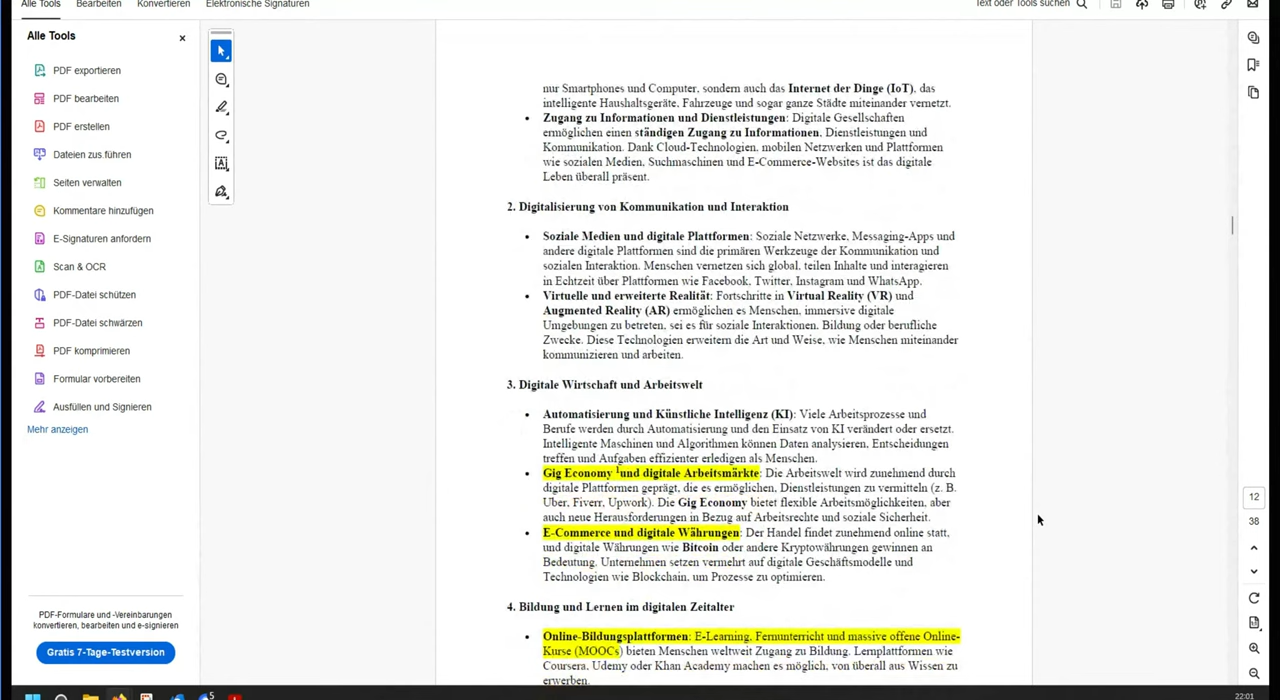 Alle Tools Bearbeiten Konvertieren Elektronische Signaturen Text oder Tools suchen
Alle Tools
PDF exportieren
PDF bearbeiten
PDF erstellen
Dateien zus führen
Seiten verwalten
Kommentare hinzufügen
E-Signaturen anfordern
Scan & OCR
PDF-Datei schützen
PDF-Datei schwärzen
PDF komprimieren
Formular vorbereiten
Ausfüllen und Signieren
Mehr anzeigen
PDF-Formulare und -Vereinbarungen
konvertieren, bearbeiten und e-signieren
Gratis 7-Tage-Testversion
nur Smartphones und Computer, sondern auch das Internet der Dinge (IoT), das
intelligente Haushaltsgeräte, Fahrzeuge und sogar ganze Städte miteinander vernetzt.
• Zugang zu Informationen und Dienstleistungen: Digitale Gesellschaften
ermöglichen einen ständigen Zugang zu Informationen, Dienstleistungen und
Kommunikation. Dank Cloud-Technologien, mobilen Netzwerken und Plattformen
wie sozialen Medien, Suchmaschinen und E-Commerce-Websites ist das digitale
Leben überall präsent.
2. Digitalisierung von Kommunikation und Interaktion
• Soziale Medien und digitale Plattformen: Soziale Netzwerke, Messaging-Apps und
andere digitale Plattformen sind die primären Werkzeuge der Kommunikation und
sozialen Interaktion. Menschen vernetzen sich global, teilen Inhalte und interagieren
in Echtzeit über Plattformen wie Facebook, Twitter, Instagram und WhatsApp.
• Virtuelle und erweiterte Realität: Fortschritte in Virtual Reality (VR) und
Augmented Reality (AR) ermöglichen es Menschen, immersive digitale
Umgebungen zu betreten, sei es für soziale Interaktionen, Bildung oder berufliche
Zwecke. Diese Technologien erweitern die Art und Weise, wie Menschen miteinander
kommunizieren und arbeiten.
3. Digitale Wirtschaft und Arbeitswelt
• Automatisierung und Künstliche Intelligenz (KI): Viele Arbeitsprozesse und
Berufe werden durch Automatisierung und den Einsatz von KI verändert oder ersetzt.
Intelligente Maschinen und Algorithmen können Daten analysieren, Entscheidungen
treffen und Aufgaben effizienter erledigen als Menschen.
• Gig Economy ¹und digitale Arbeitsmärkte: Die Arbeitswelt wird zunehmend durch
digitale Plattformen geprägt, die es ermöglichen, Dienstleistungen zu vermitteln (z. B.
Uber, Fiverr, Upwork). Die Gig Economy bietet flexible Arbeitsmöglichkeiten, aber
auch neue Herausforderungen in Bezug auf Arbeitsrechte und soziale Sicherheit.
• E-Commerce und digitale Währungen: Der Handel findet zunehmend online statt,
und digitale Währungen wie Bitcoin oder andere Kryptowährungen gewinnen an
Bedeutung. Unternehmen setzen vermehrt auf digitale Geschäftsmodelle und
Technologien wie Blockchain, um Prozesse zu optimieren.
4. Bildung und Lernen im digitalen Zeitalter
• Online-Bildungsplattformen: E-Learning, Fernunterricht und massive offene Online-
Kurse (MOOCs) bieten Menschen weltweit Zugang zu Bildung. Lernplattformen wie
Coursera, Udemy oder Khan Academy machen es möglich, von überall aus Wissen zu
erwerben.
12
38
5
22:01